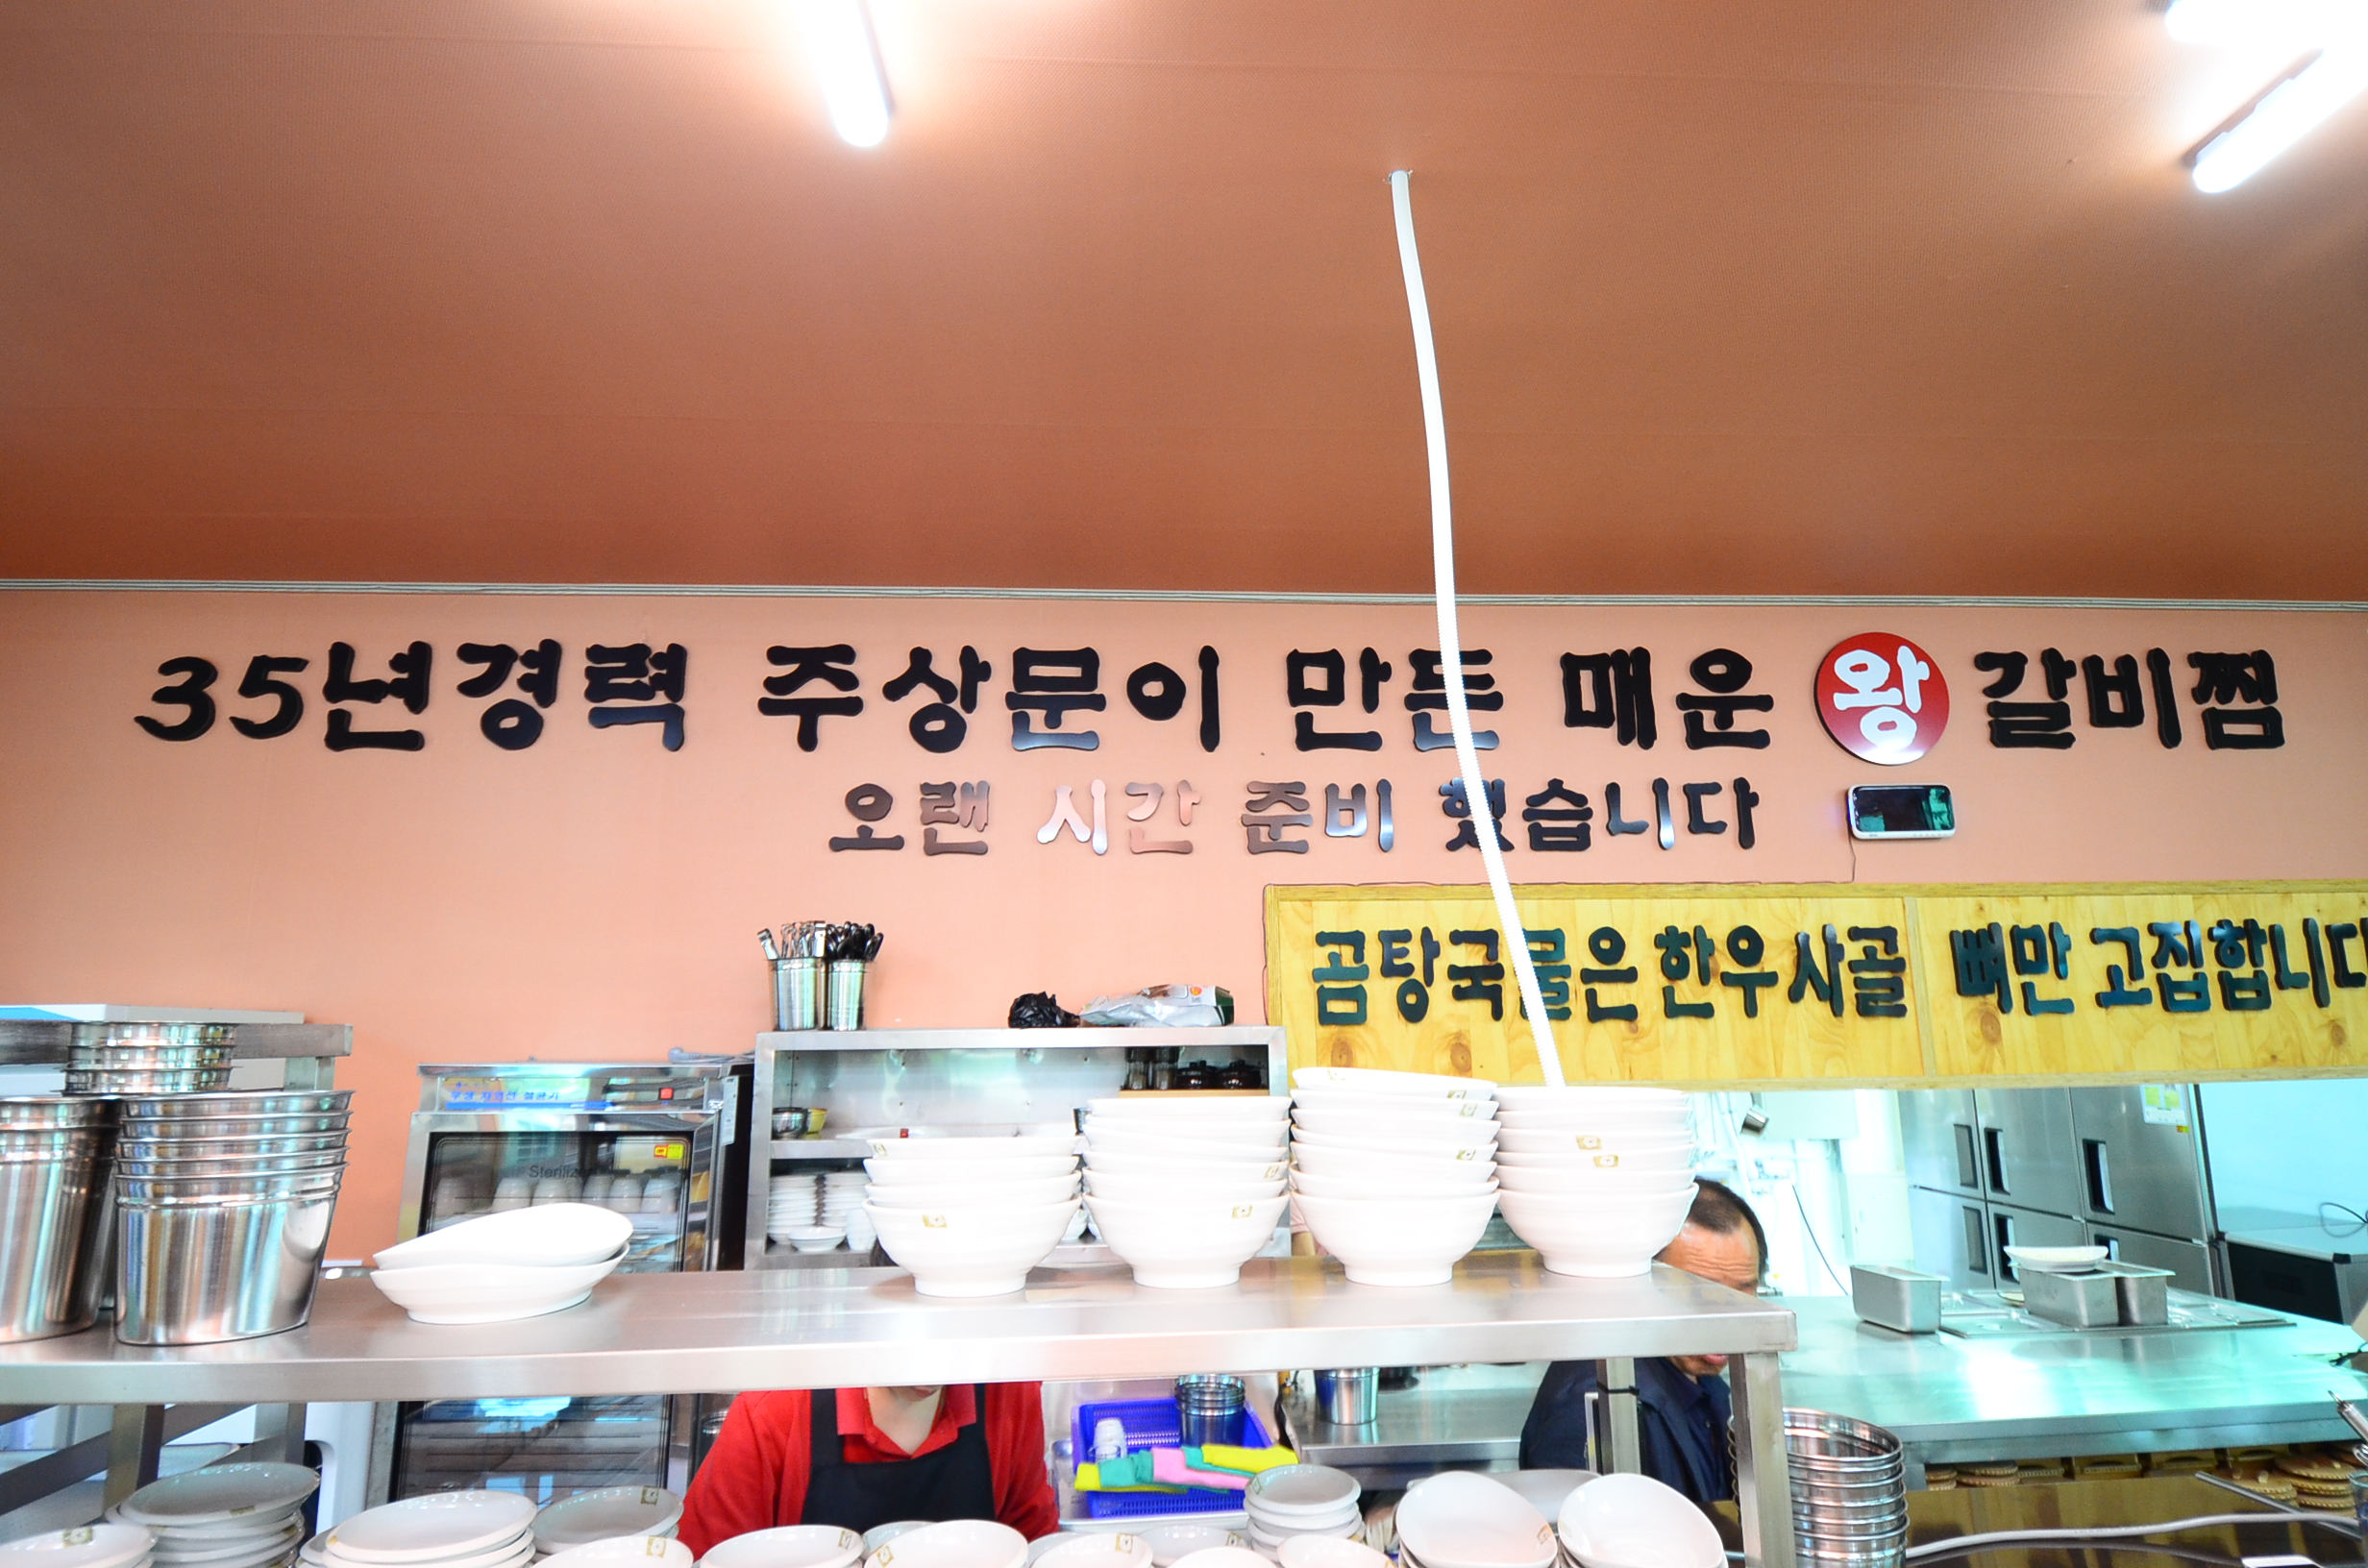 35년경력 주상문이 만든 매운 왕 갈비찜
오랜 시간 준비 했습니다
곰탕국물은 한우사골 뼈만 고집합니다
Sterilizer